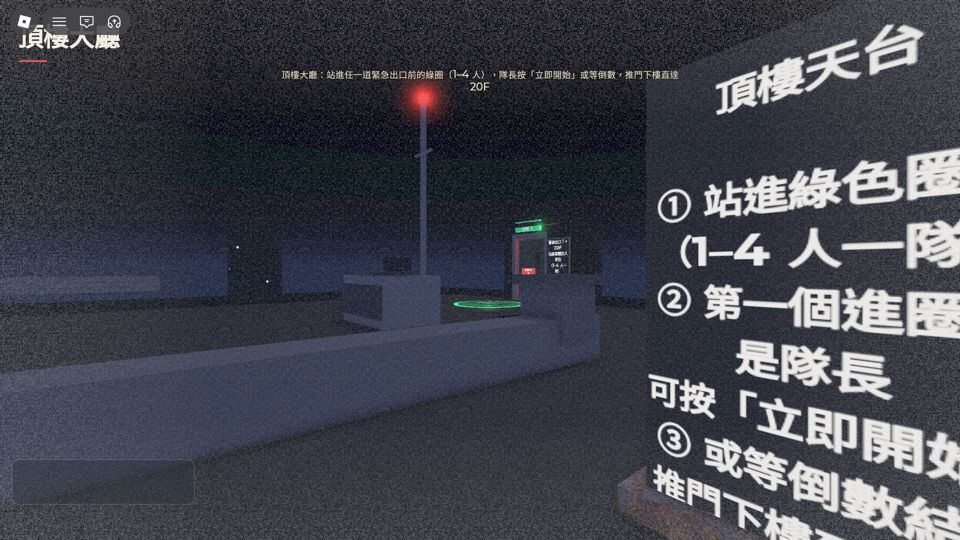 頂樓大廳
頂樓大廳：站進任一道緊急出口前的綠圈（1–4 人），隊長按「立即開始」或等倒數，推門下樓直達
20F
頂樓天台
① 站進綠色圈
（1–4 人一隊
② 第一個進圈
是隊長
可按「立即開始
③ 或等倒數結
推門下樓